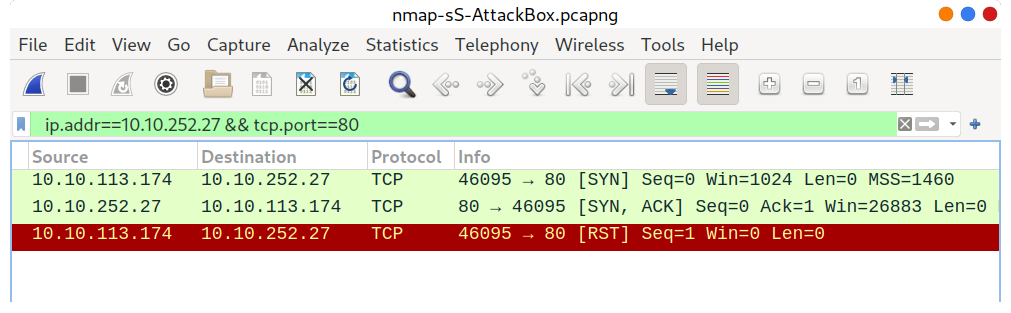 nmap-sS-AttackBox.pcapng
File Edit View Go Capture Analyze Statistics Telephony Wireless Tools Help
ip.addr==10.10.252.27 && tcp.port==80
Source Destination Protocol Info
10.10.113.174 10.10.252.27 TCP 46095 → 80 [SYN] Seq=0 Win=1024 Len=0 MSS=1460
10.10.252.27 10.10.113.174 TCP 80 → 46095 [SYN, ACK] Seq=0 Ack=1 Win=26883 Len=0
10.10.113.174 10.10.252.27 TCP 46095 → 80 [RST] Seq=1 Win=0 Len=0